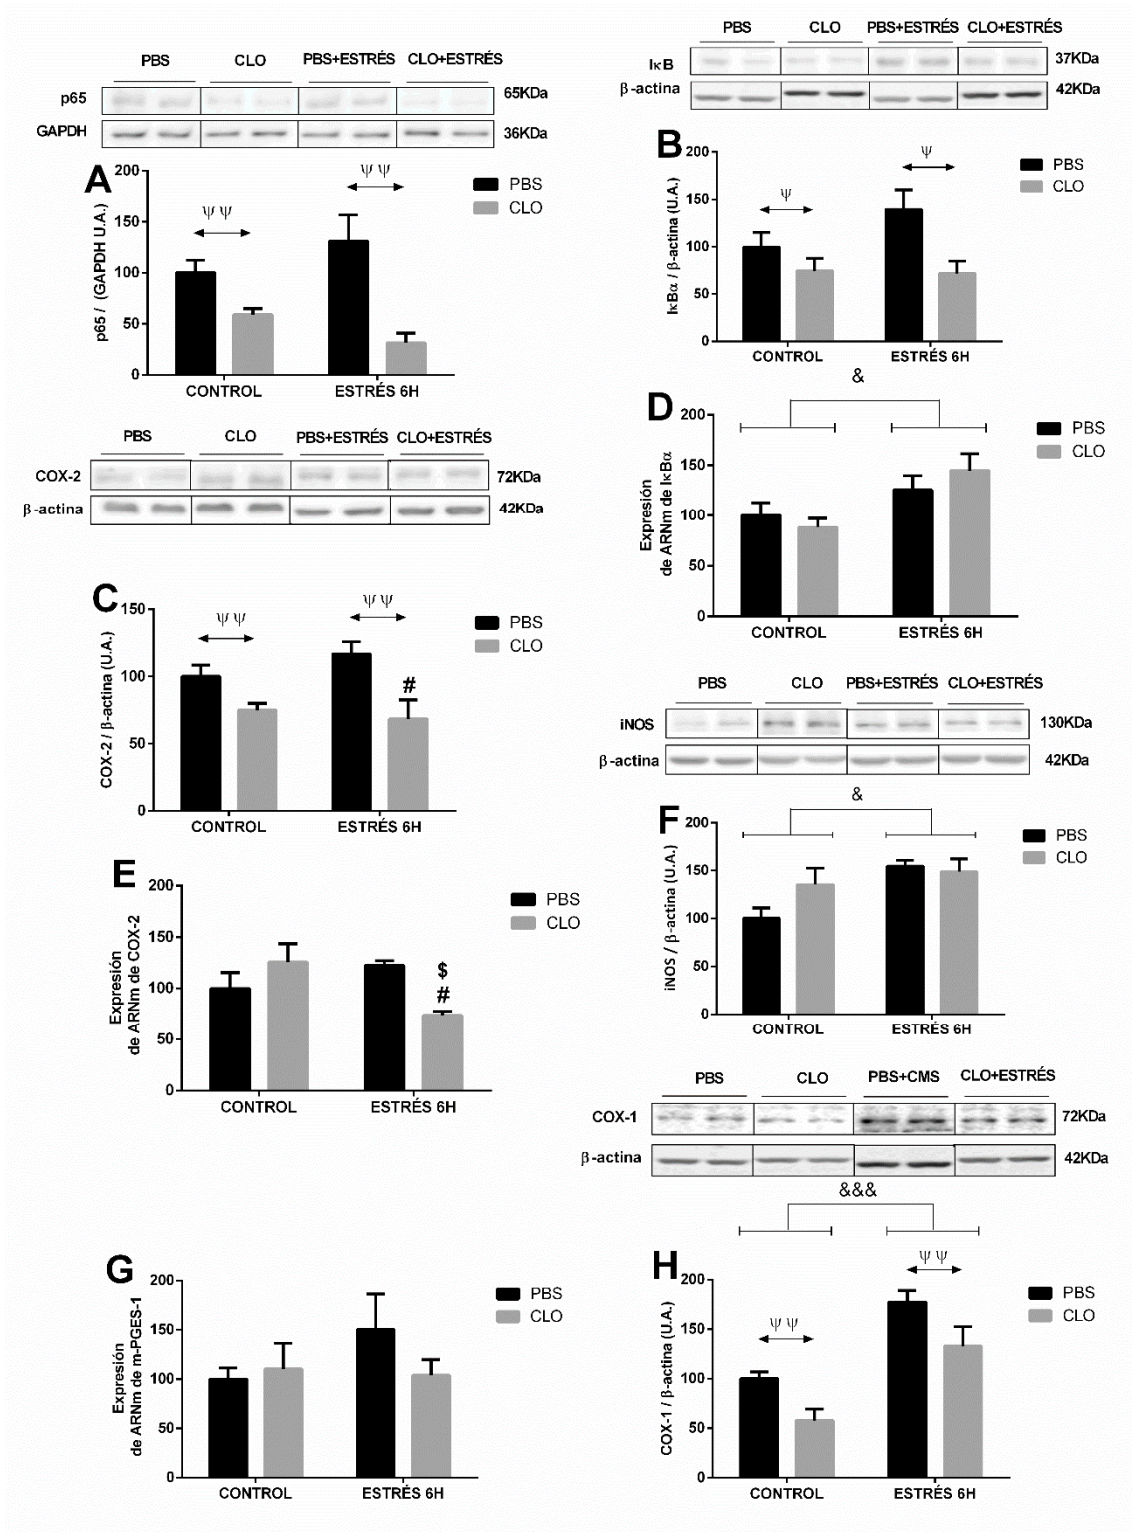 PBS CLO PBS+ESTRÉS CLO+ESTRÉS
p65 65KDa
GAPDH 36KDa
A
200
150
100
50
0
p65 / (GAPDH U.A.)
ψ ψ
ψ ψ
PBS
CLO
CONTROL ESTRÉS 6H
PBS CLO PBS+ESTRÉS CLO+ESTRÉS
IκB 37KDa
β-actina 42KDa
B
200
150
100
50
0
IκBα / β-actina (U.A.)
ψ
ψ
PBS
CLO
CONTROL ESTRÉS 6H
PBS CLO PBS+ESTRÉS CLO+ESTRÉS
COX-2 72KDa
β-actina 42KDa
C
150
100
50
0
COX-2 / β-actina (U.A.)
ψ ψ
ψ ψ
#
PBS
CLO
CONTROL ESTRÉS 6H
&
D
200
150
100
50
0
Expresión
de ARNm de IκBα
PBS
CLO
CONTROL ESTRÉS 6H
E
200
150
100
50
0
Expresión
de ARNm de COX-2
$
#
PBS
CLO
CONTROL ESTRÉS 6H
PBS CLO PBS+ESTRÉS CLO+ESTRÉS
iNOS 130KDa
β-actina 42KDa
&
F
200
150
100
50
0
iNOS / β-actina (U.A.)
PBS
CLO
CONTROL ESTRÉS 6H
G
200
150
100
50
0
Expresión
de ARNm de m-PGES-1
PBS
CLO
CONTROL ESTRÉS 6H
PBS CLO PBS+CMS CLO+ESTRÉS
COX-1 72KDa
β-actina 42KDa
&&&
H
200
150
100
50
0
COX-1 / β-actina (U.A.)
ψ ψ
ψ ψ
PBS
CLO
CONTROL ESTRÉS 6H